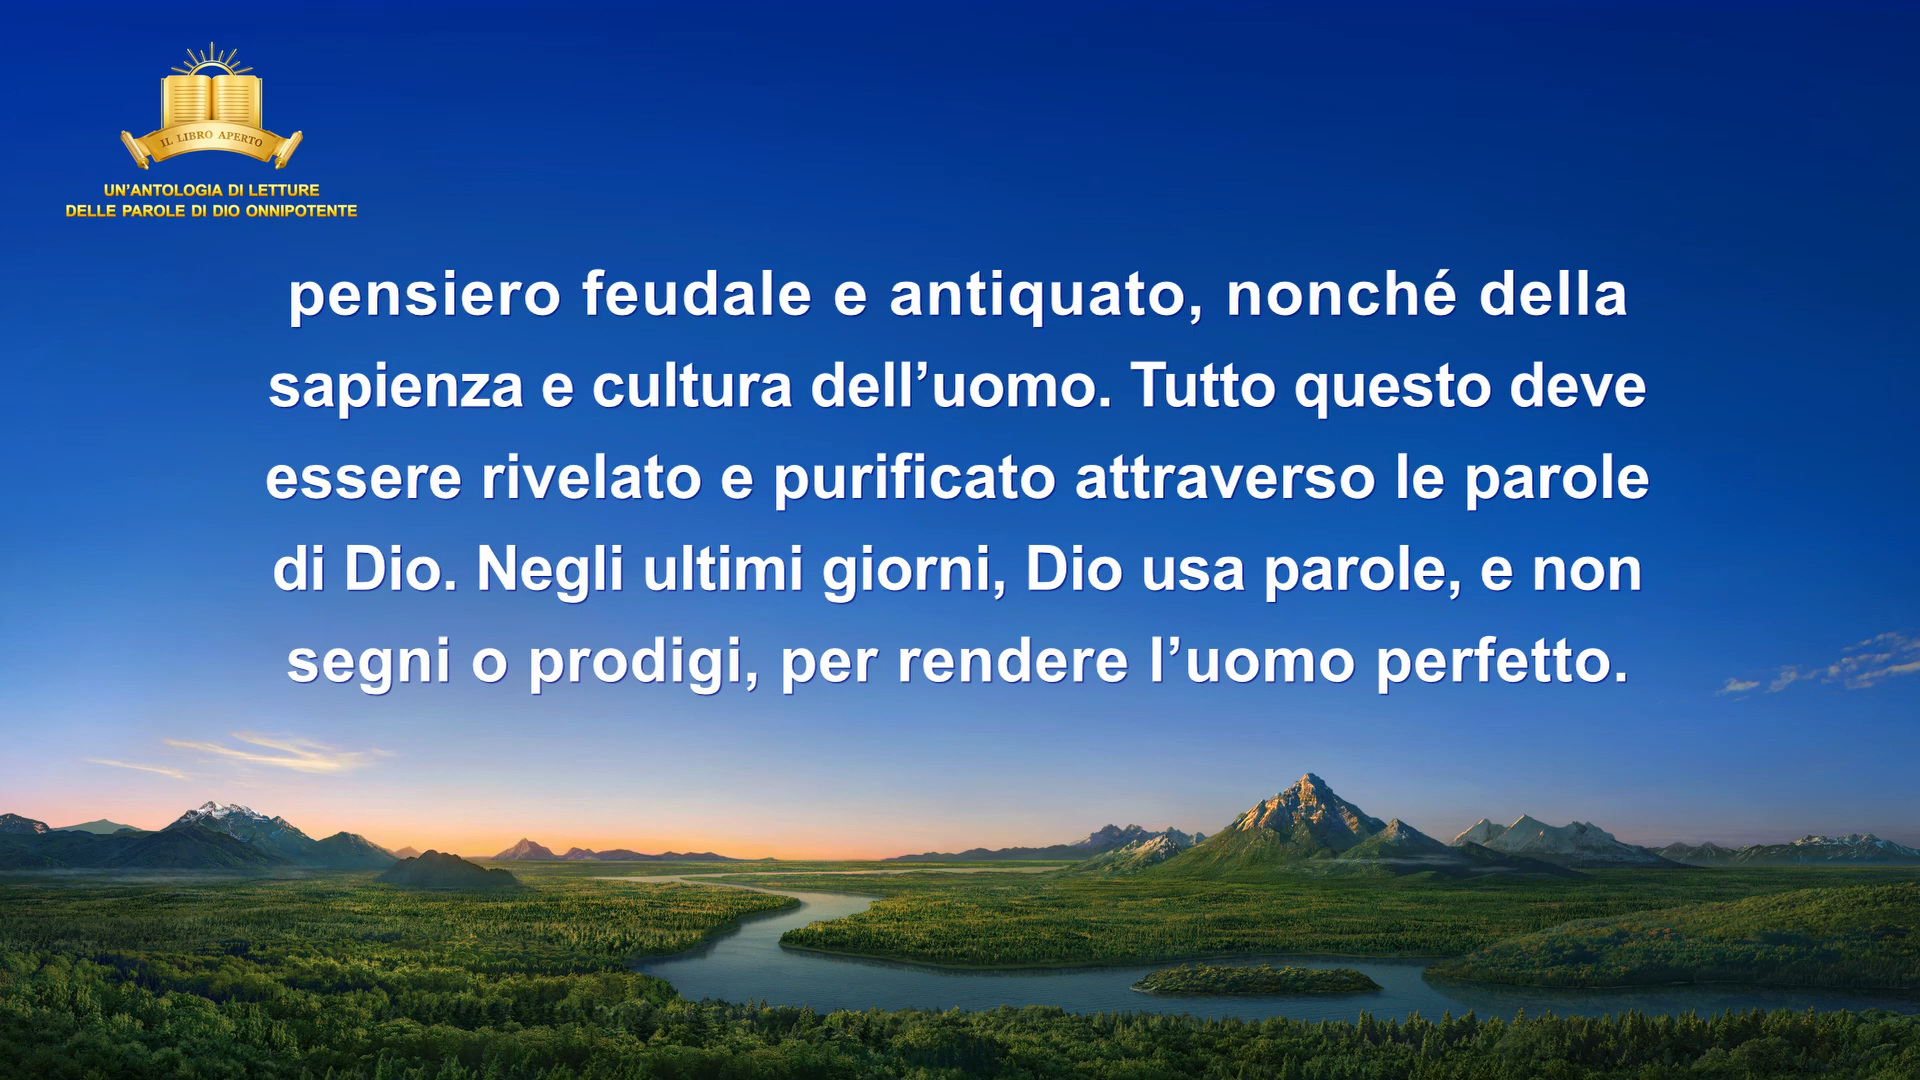 IL LIBRO APERTO
UN’ANTOLOGIA DI LETTURE
DELLE PAROLE DI DIO ONNIPOTENTE
pensiero feudale e antiquato, nonché della
sapienza e cultura dell’uomo. Tutto questo deve
essere rivelato e purificato attraverso le parole
di Dio. Negli ultimi giorni, Dio usa parole, e non
segni o prodigi, per rendere l’uomo perfetto.